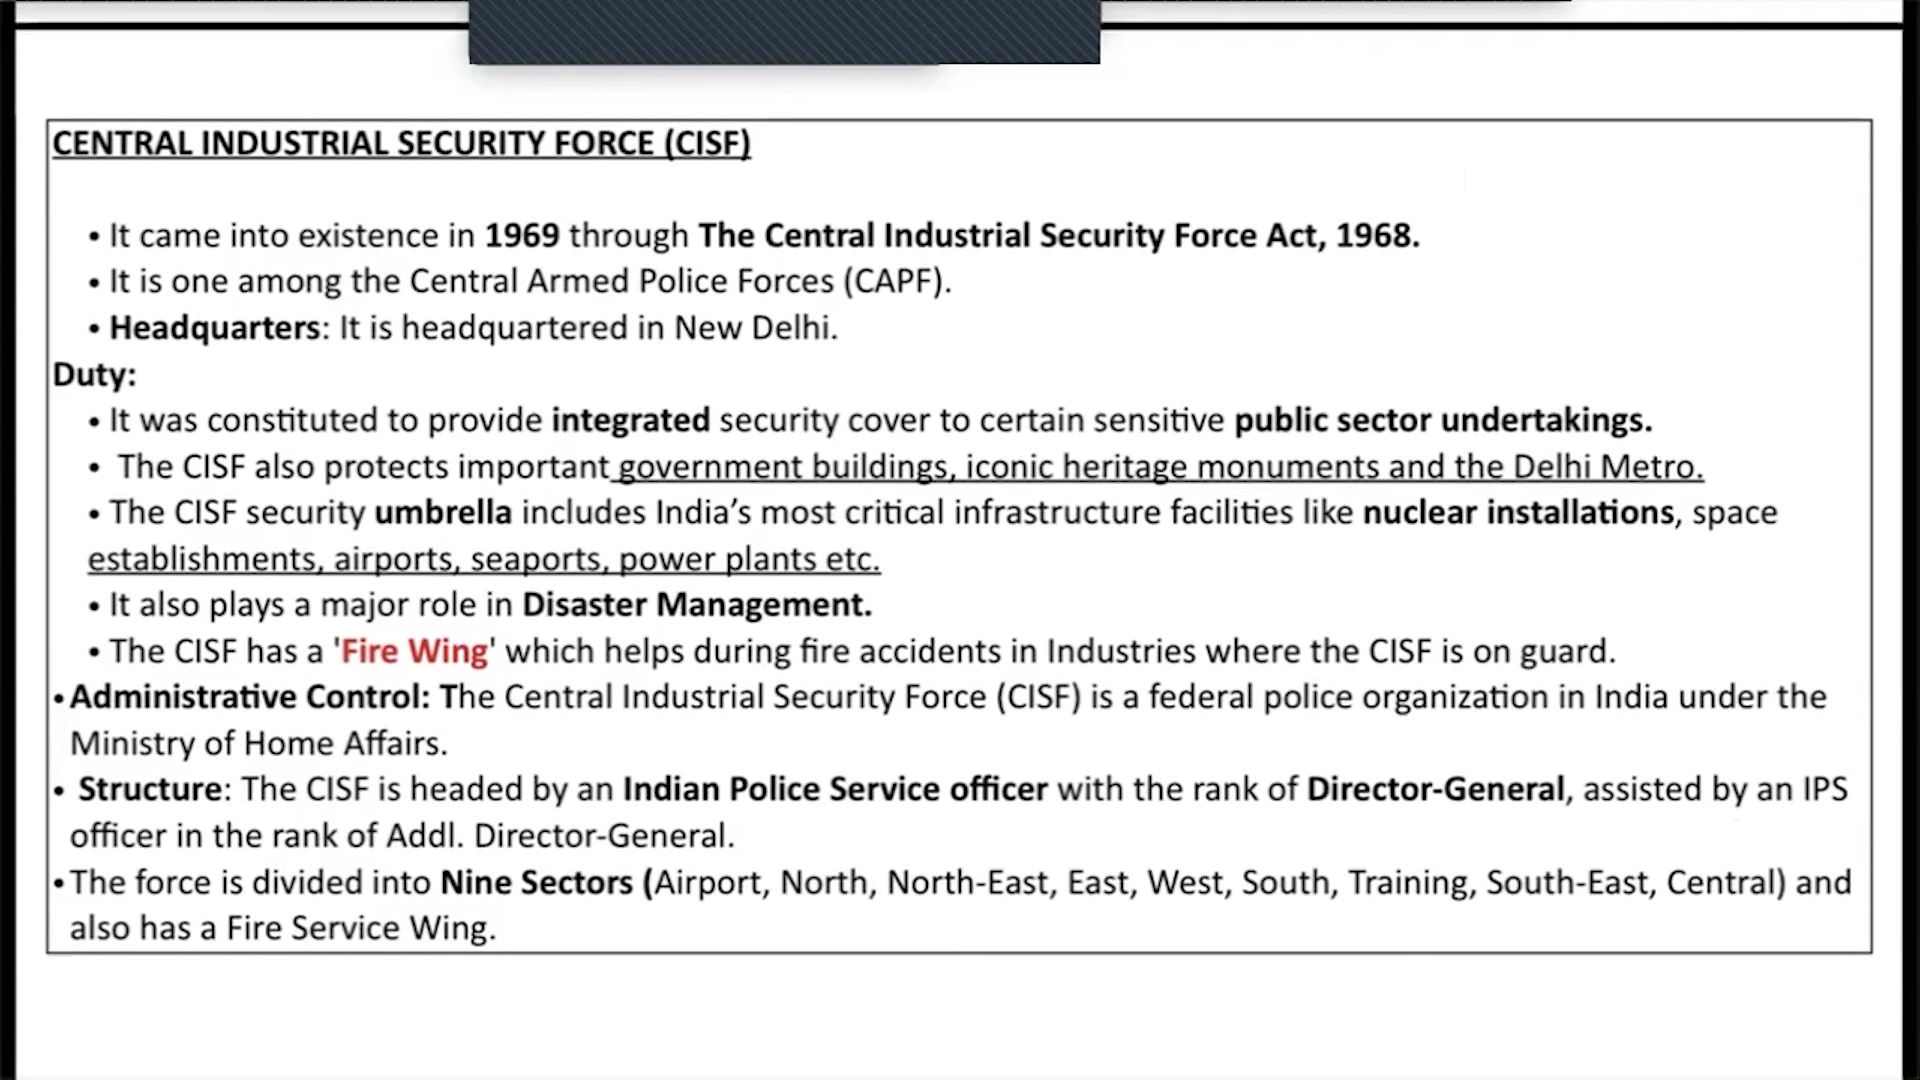 CENTRAL INDUSTRIAL SECURITY FORCE (CISF)
• It came into existence in 1969 through The Central Industrial Security Force Act, 1968.
• It is one among the Central Armed Police Forces (CAPF).
• Headquarters: It is headquartered in New Delhi.
Duty:
• It was constituted to provide integrated security cover to certain sensitive public sector undertakings.
• The CISF also protects important government buildings, iconic heritage monuments and the Delhi Metro.
• The CISF security umbrella includes India’s most critical infrastructure facilities like nuclear installations, space
establishments, airports, seaports, power plants etc.
• It also plays a major role in Disaster Management.
• The CISF has a 'Fire Wing' which helps during fire accidents in Industries where the CISF is on guard.
• Administrative Control: The Central Industrial Security Force (CISF) is a federal police organization in India under the
Ministry of Home Affairs.
• Structure: The CISF is headed by an Indian Police Service officer with the rank of Director-General, assisted by an IPS
officer in the rank of Addl. Director-General.
• The force is divided into Nine Sectors (Airport, North, North-East, East, West, South, Training, South-East, Central) and
also has a Fire Service Wing.